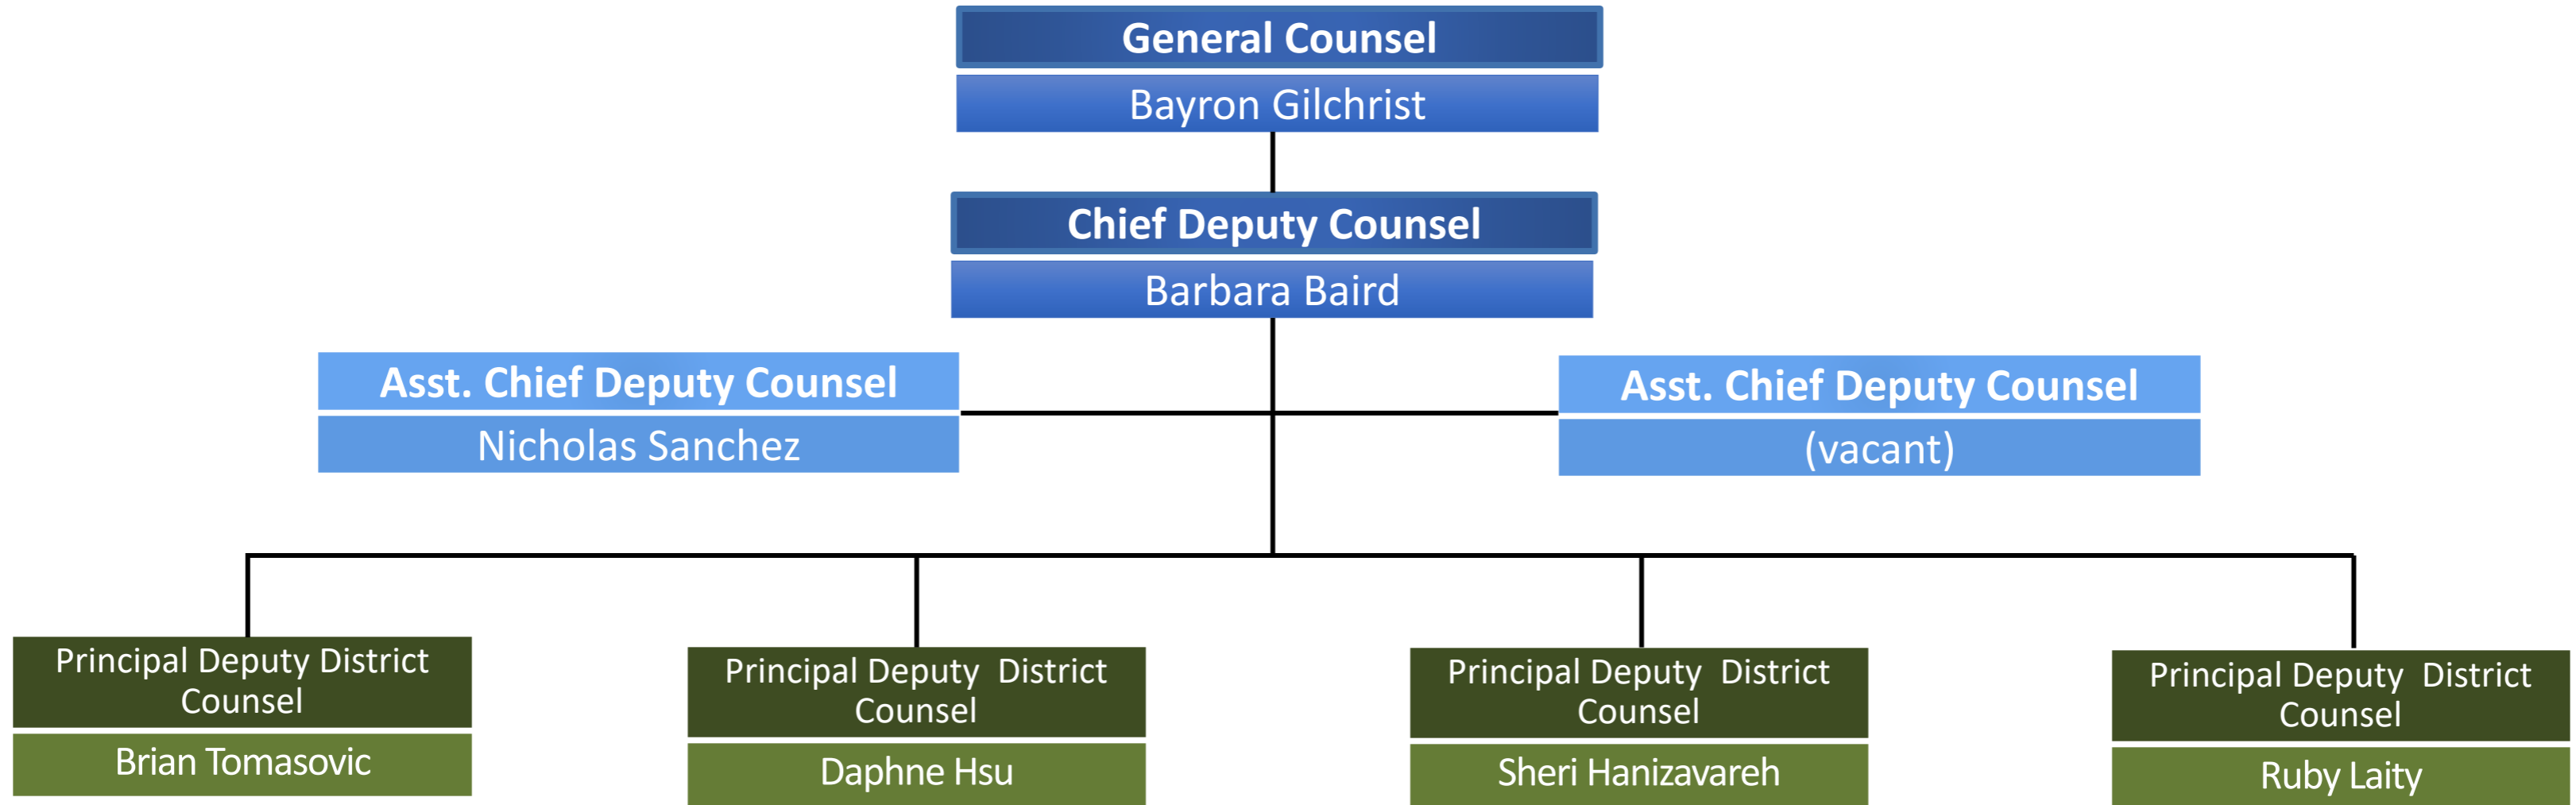 General Counsel
Bayron Gilchrist
Chief Deputy Counsel
Barbara Baird
Asst. Chief Deputy Counsel
Nicholas Sanchez
Asst. Chief Deputy Counsel
(vacant)
Principal Deputy District
Counsel
Brian Tomasovic
Principal Deputy District
Counsel
Daphne Hsu
Principal Deputy District
Counsel
Sheri Hanizavareh
Principal Deputy District
Counsel
Ruby Laity